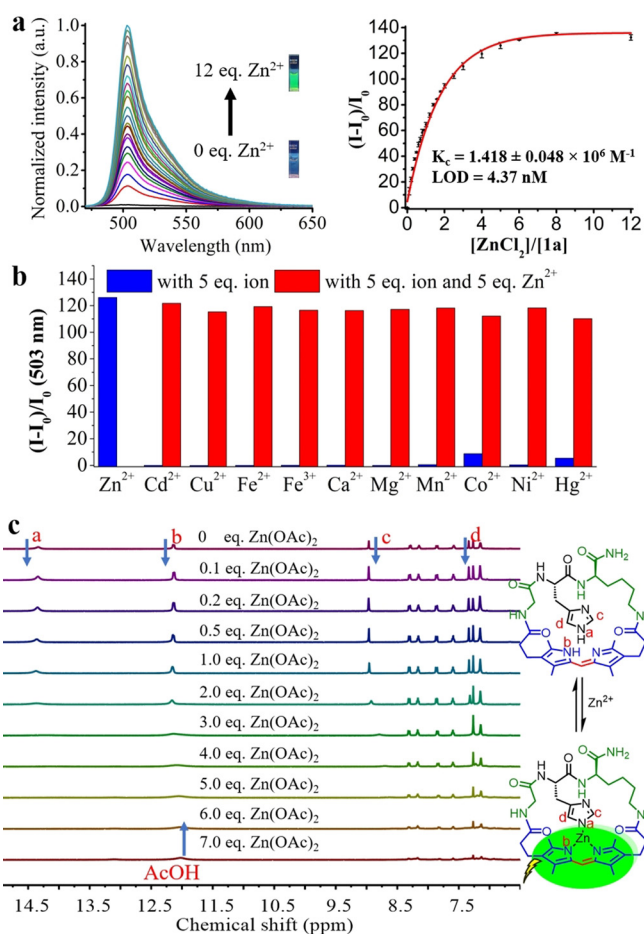 a
Normalized intensity (a.u.)
1.0
0.8
0.6
0.4
0.2
0.0
12 eq. Zn²⁺
0 eq. Zn²⁺
500 550 600 650
Wavelength (nm)
(I-I₀)/I₀
140
120
100
80
60
40
20
0
K_c = 1.418 ± 0.048 × 10⁶ M⁻¹
LOD = 4.37 nM
0 2 4 6 8 10 12
[ZnCl₂]/[1a]
b
(I-I₀)/I₀ (503 nm)
140
120
100
80
60
40
20
0
with 5 eq. ion
with 5 eq. ion and 5 eq. Zn²⁺
Zn²⁺ Cd²⁺ Cu²⁺ Fe²⁺ Fe³⁺ Ca²⁺ Mg²⁺ Mn²⁺ Co²⁺ Ni²⁺ Hg²⁺
c
a b c d
0 eq. Zn(OAc)₂
0.1 eq. Zn(OAc)₂
0.2 eq. Zn(OAc)₂
0.5 eq. Zn(OAc)₂
1.0 eq. Zn(OAc)₂
2.0 eq. Zn(OAc)₂
3.0 eq. Zn(OAc)₂
4.0 eq. Zn(OAc)₂
5.0 eq. Zn(OAc)₂
6.0 eq. Zn(OAc)₂
7.0 eq. Zn(OAc)₂
AcOH
14.5 13.5 12.5 11.5 10.5 9.5 8.5 7.5
Chemical shift (ppm)
O NH₂
H O
N
O N
H
NH N
d c
N a
H
O b O N
NH N
Zn²⁺
O NH₂
H O
N
O N
H
NH N
d c
N a
Zn
O b O N
N N